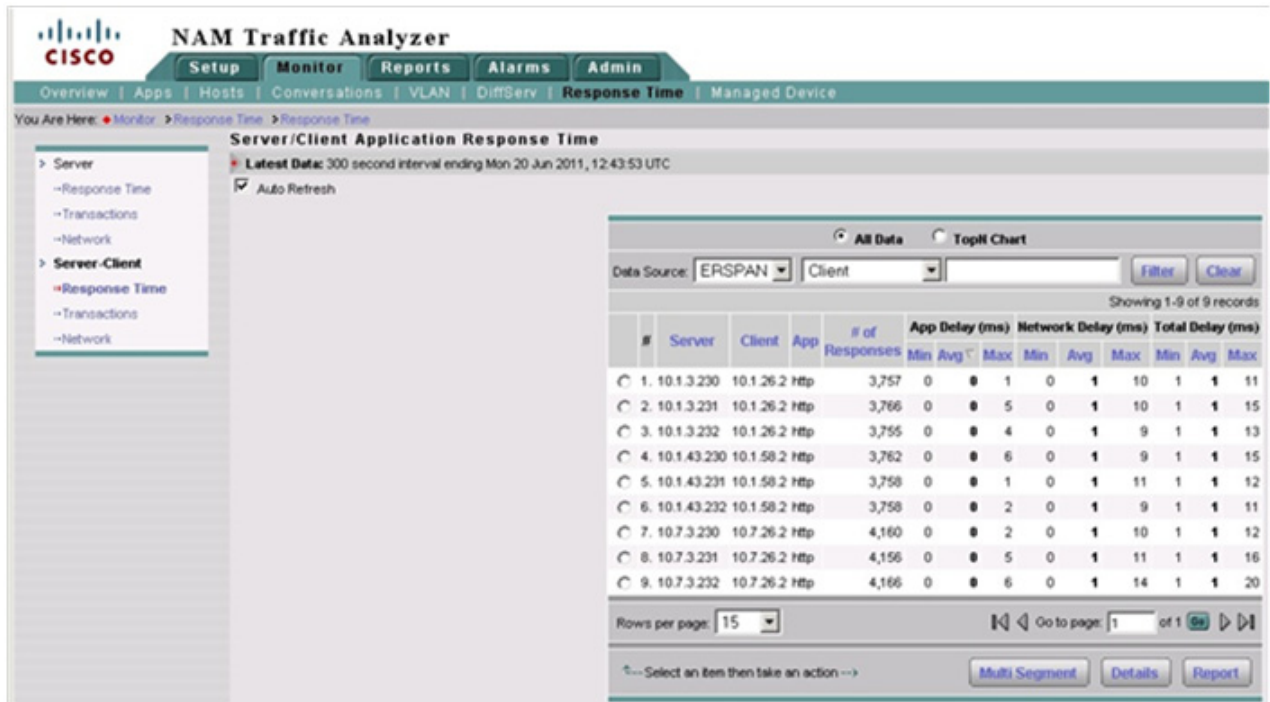 CISCO
NAM Traffic Analyzer
Setup Monitor Reports Alarms Admin
Overview | Apps | Hosts | Conversations | VLAN | DiffServ | Response Time | Managed Device
You Are Here: Monitor > Response Time > Response Time
Server/Client Application Response Time
Latest Data: 300 second interval ending Mon 20 Jun 2011, 12:43:53 UTC
Auto Refresh
> Server
Response Time
Transactions
Network
> Server-Client
Response Time
Transactions
Network
All Data TopN Chart
Data Source: ERSPAN Client Filter Clear
Showing 1-9 of 9 records
# Server Client App # of Responses App Delay (ms) Network Delay (ms) Total Delay (ms)
Min Avg Max Min Avg Max Min Avg Max
1. 10.1.3.230 10.1.26.2 http 3,757 0 0 1 0 1 10 1 1 11
2. 10.1.3.231 10.1.26.2 http 3,766 0 0 5 0 1 10 1 1 15
3. 10.1.3.232 10.1.26.2 http 3,755 0 0 4 0 1 9 1 1 13
4. 10.1.43.230 10.1.58.2 http 3,762 0 0 6 0 1 9 1 1 15
5. 10.1.43.231 10.1.58.2 http 3,758 0 0 1 0 1 11 1 1 12
6. 10.1.43.232 10.1.58.2 http 3,758 0 0 2 0 1 9 1 1 11
7. 10.7.3.230 10.7.26.2 http 4,160 0 0 2 0 1 10 1 1 12
8. 10.7.3.231 10.7.26.2 http 4,156 0 0 5 0 1 11 1 1 16
9. 10.7.3.232 10.7.26.2 http 4,166 0 0 6 0 1 14 1 1 20
Rows per page: 15 Go to page: 1 of 1 Go
Select an item then take an action --> Multi Segment Details Report